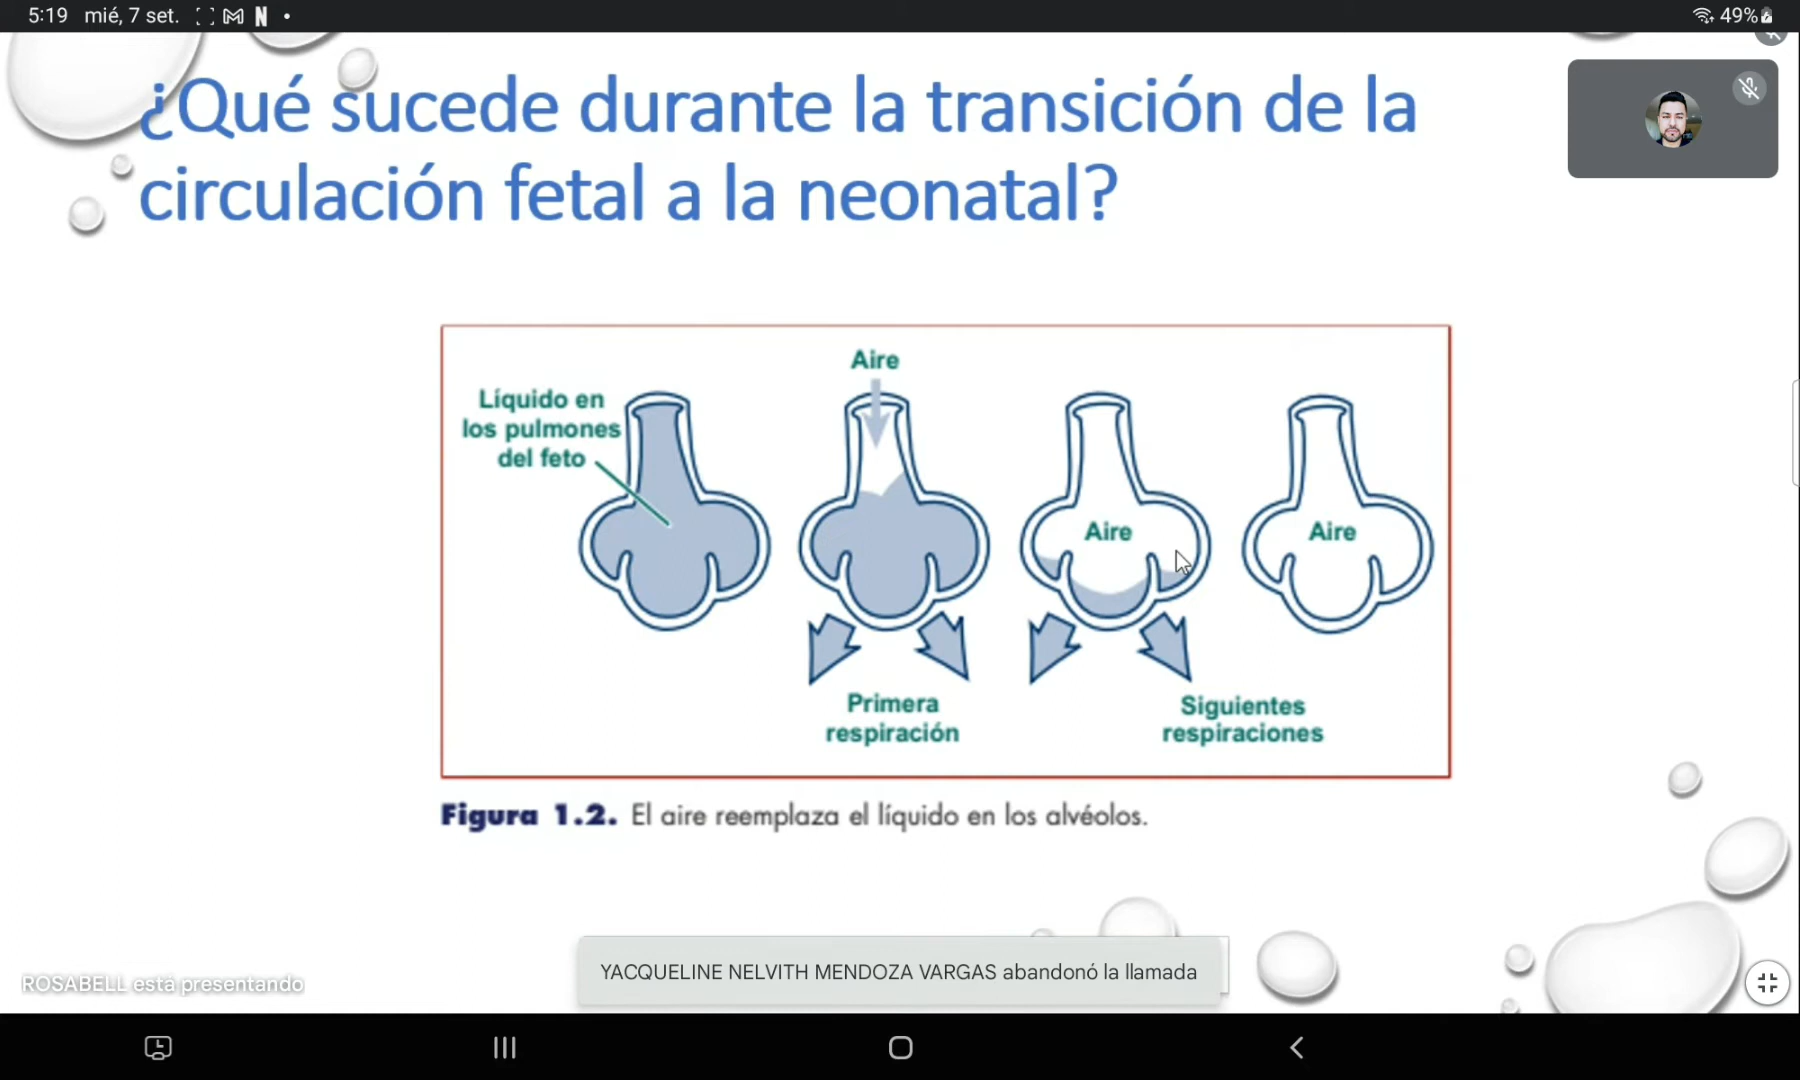 5:19 mié, 7 set.
49%
¿Qué sucede durante la transición de la
circulación fetal a la neonatal?
Aire
Líquido en
los pulmones
del feto
Aire
Aire
Primera
respiración
Siguientes
respiraciones
Figura 1.2. El aire reemplaza el líquido en los alvéolos.
YACQUELINE NELVITH MENDOZA VARGAS abandonó la llamada
ROSABELL está presentando